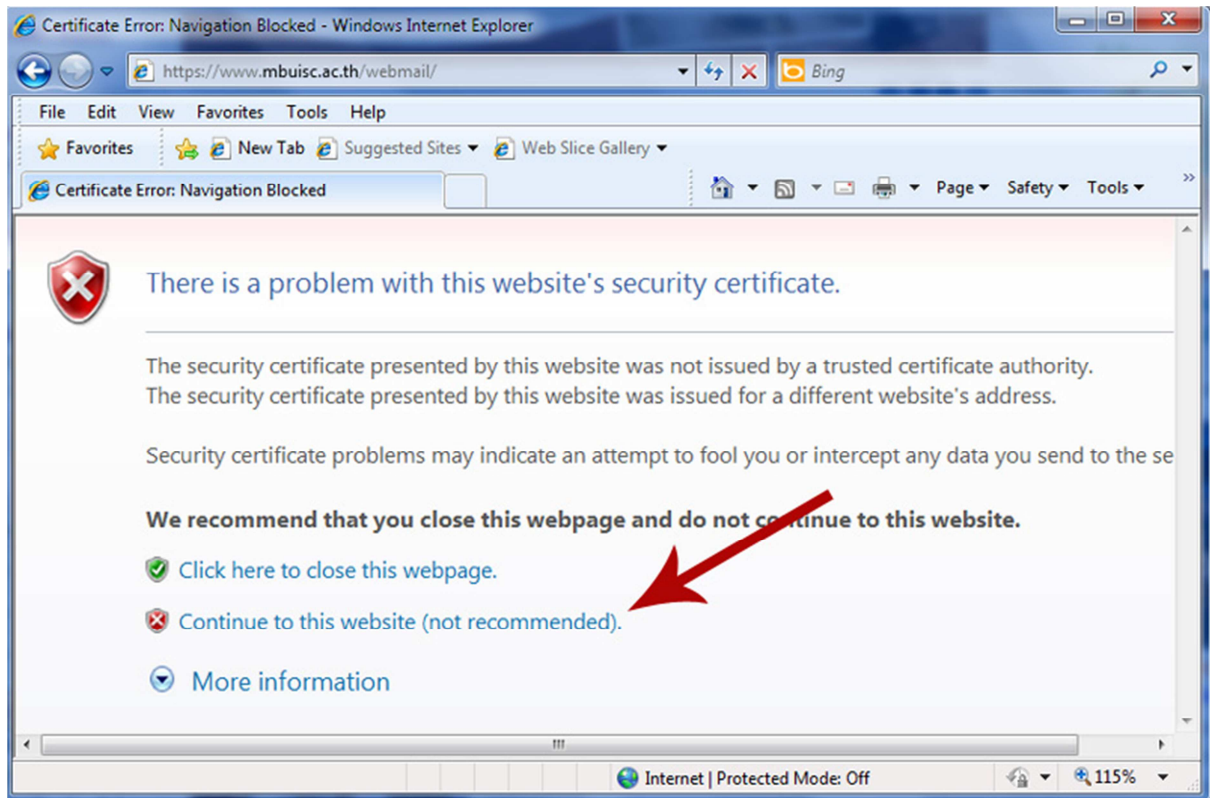 Certificate Error: Navigation Blocked - Windows Internet Explorer
https://www.mbuisc.ac.th/webmail/ Bing
File Edit View Favorites Tools Help
Favorites New Tab Suggested Sites Web Slice Gallery
Certificate Error: Navigation Blocked Page Safety Tools »
There is a problem with this website's security certificate.
The security certificate presented by this website was not issued by a trusted certificate authority.
The security certificate presented by this website was issued for a different website's address.
Security certificate problems may indicate an attempt to fool you or intercept any data you send to the se
We recommend that you close this webpage and do not continue to this website.
Click here to close this webpage.
Continue to this website (not recommended).
More information
Internet | Protected Mode: Off 115%